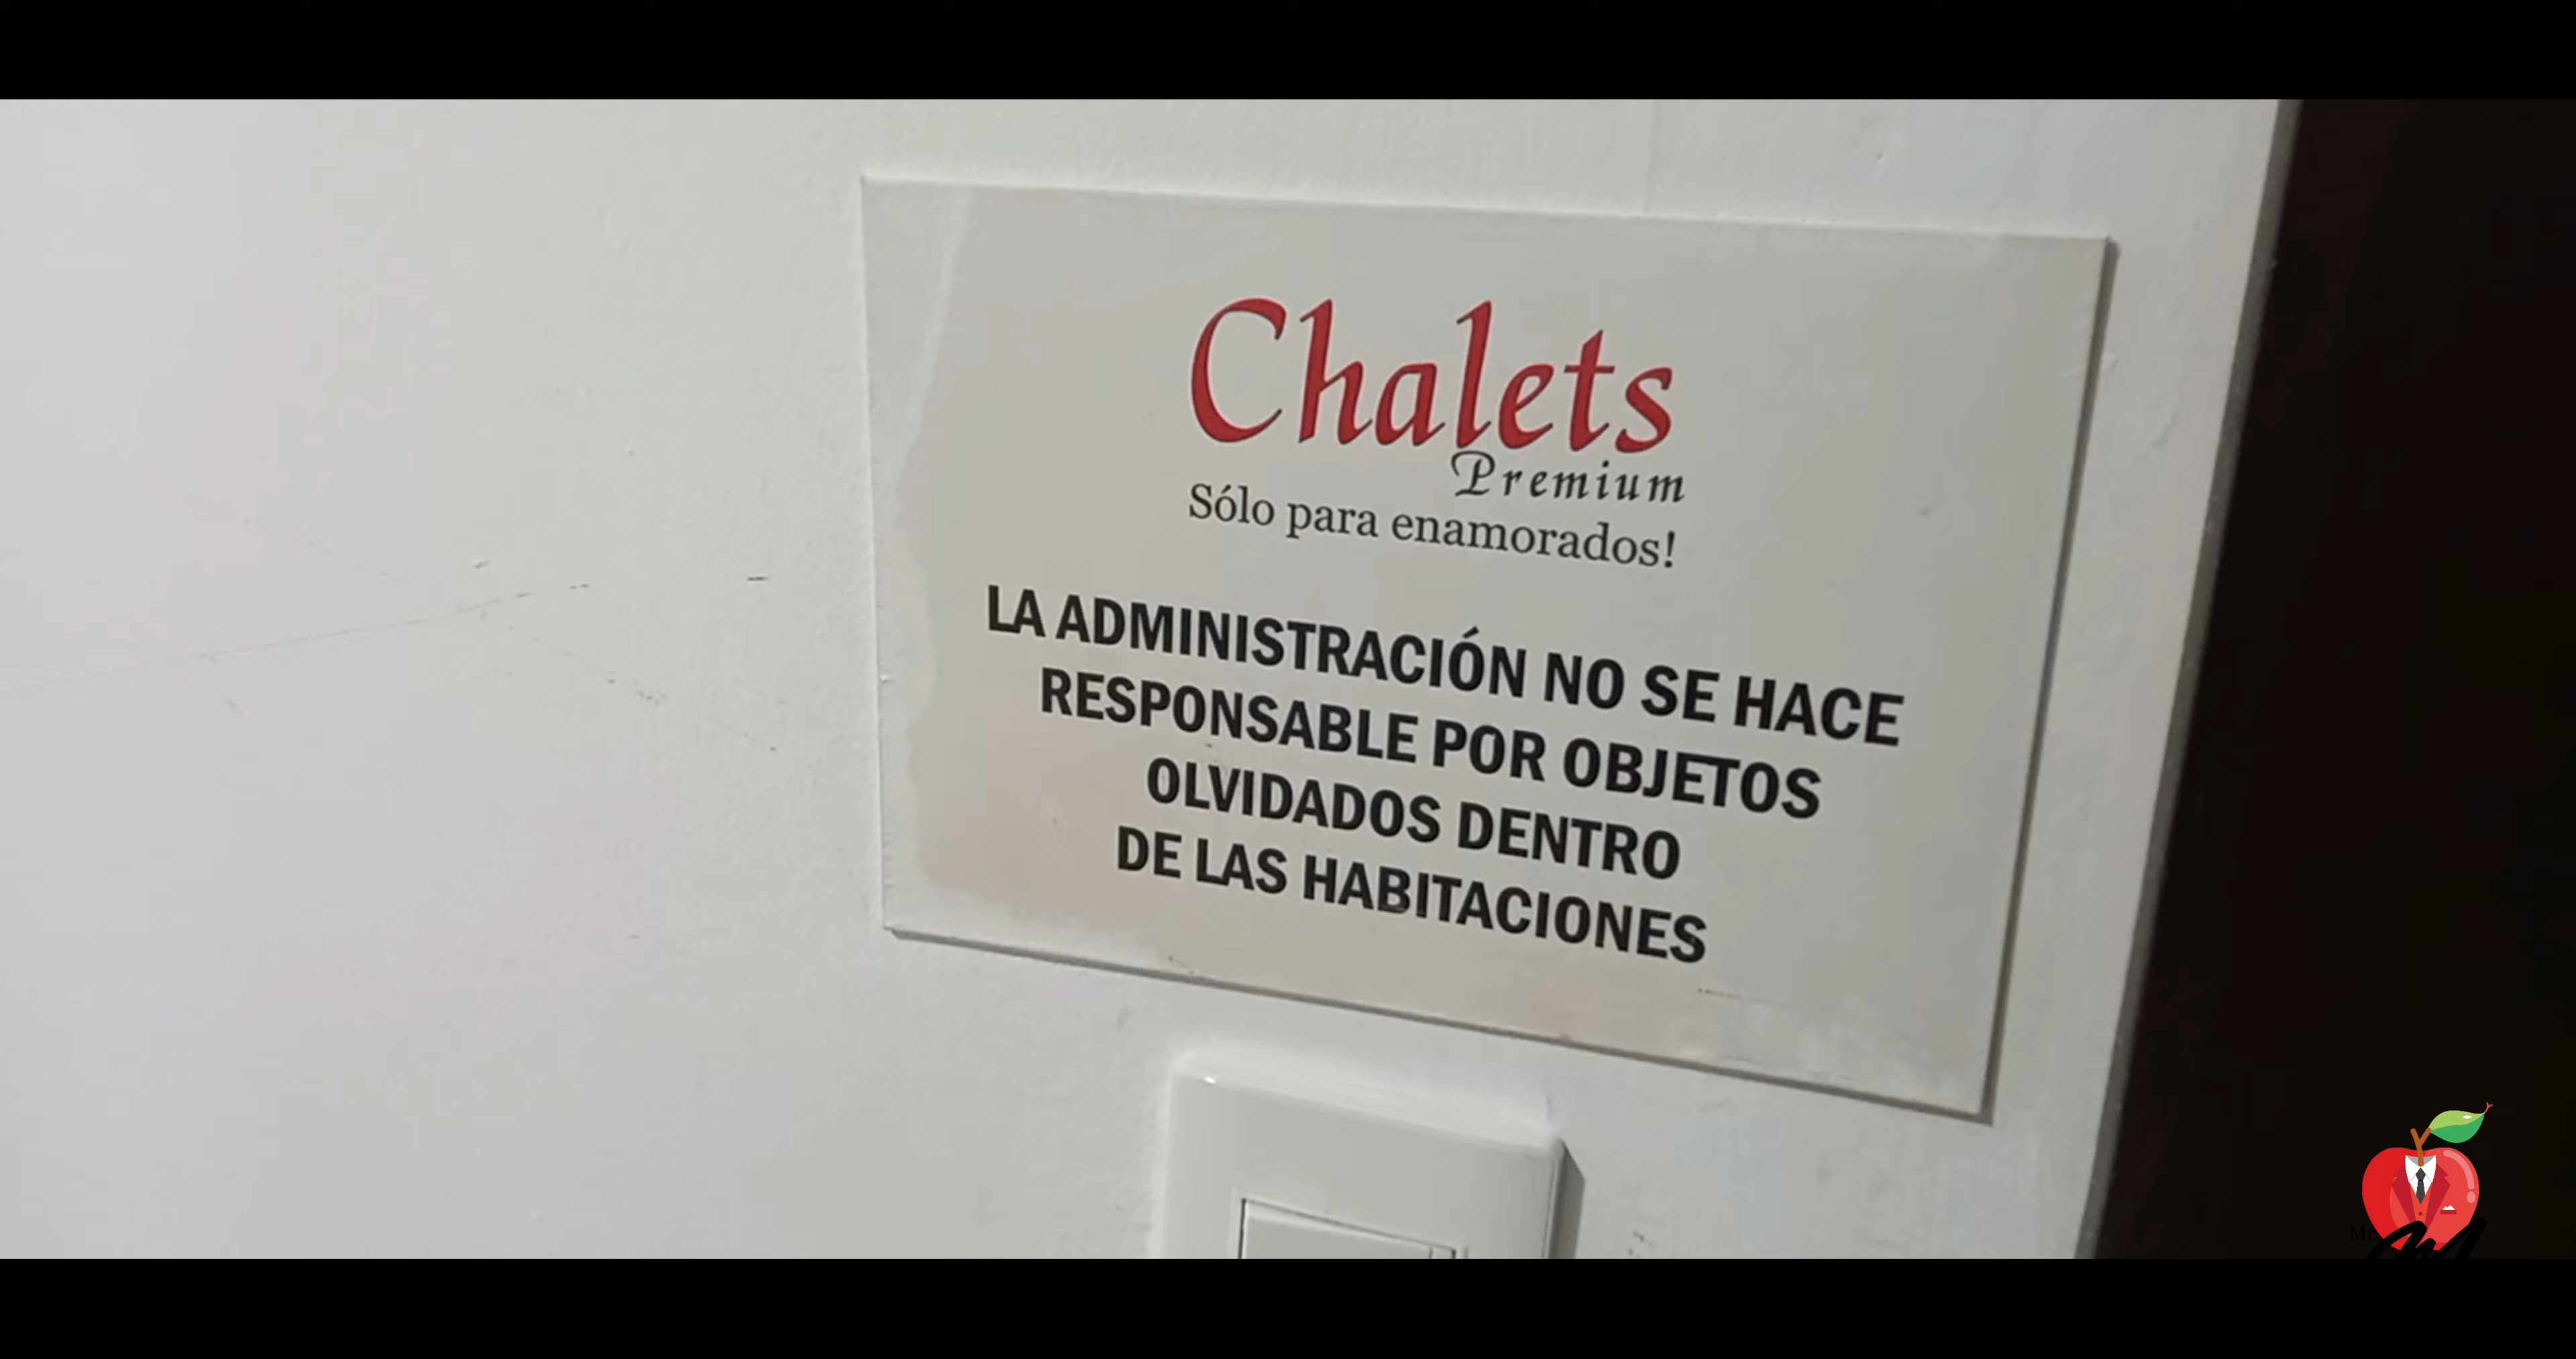 Chalets
Premium
Sólo para enamorados!
LA ADMINISTRACIÓN NO SE HACE
RESPONSABLE POR OBJETOS
OLVIDADOS DENTRO
DE LAS HABITACIONES